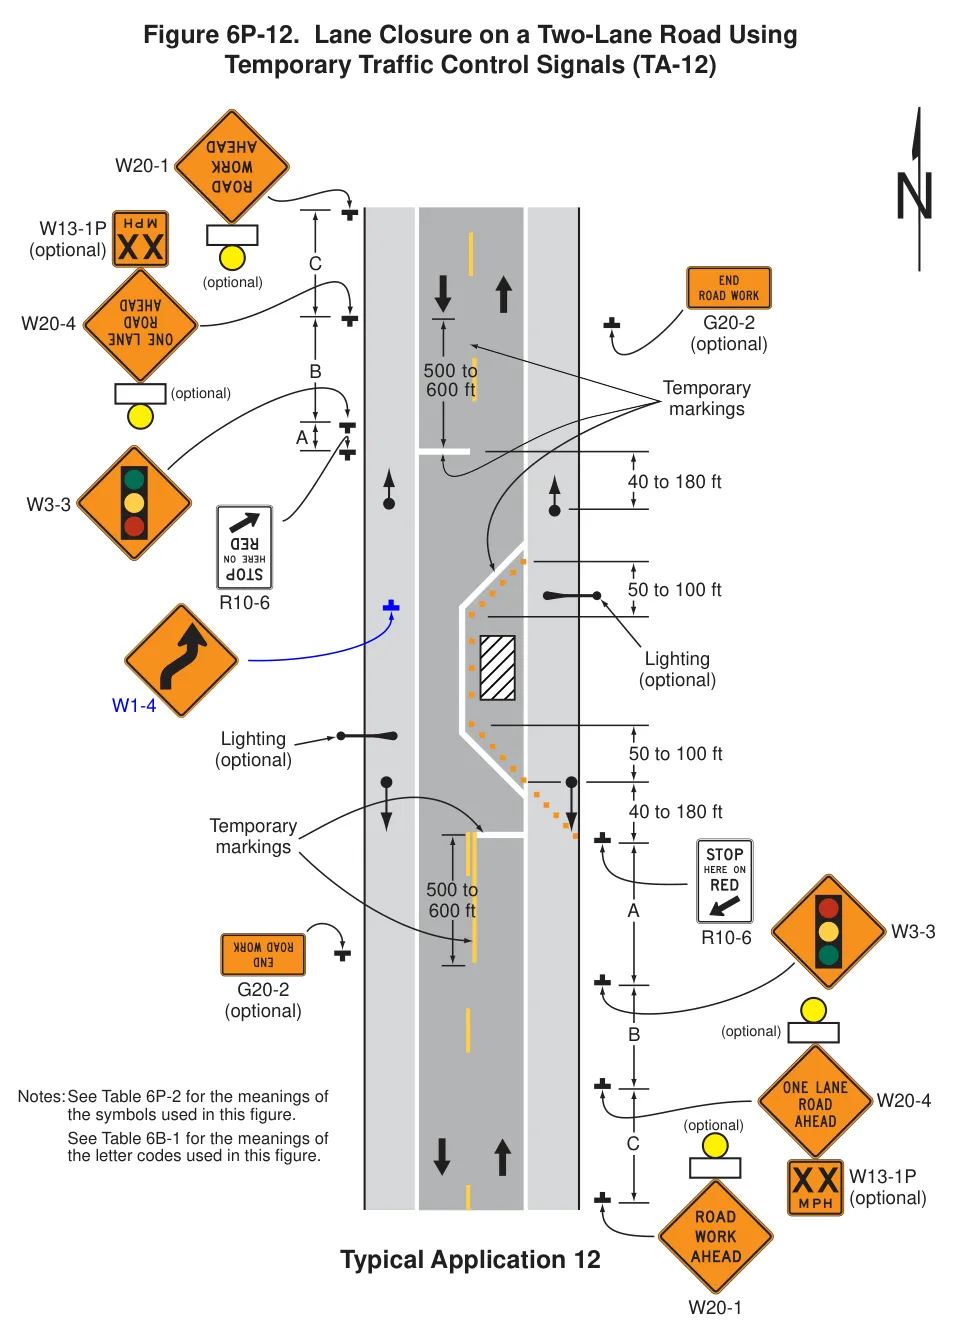 Figure 6P-12. Lane Closure on a Two-Lane Road Using
Temporary Traffic Control Signals (TA-12)
ROAD
WORK
AHEAD
W20-1
(optional)
W13-1P
(optional)
XX
MPH
ONE LANE
ROAD
AHEAD
W20-4
(optional)
W3-3
STOP
HERE ON
RED
R10-6
W1-4
Lighting
(optional)
Temporary
markings
END
ROAD WORK
G20-2
(optional)
C
B
A
500 to
600 ft
N
END
ROAD WORK
G20-2
(optional)
Temporary
markings
40 to 180 ft
50 to 100 ft
Lighting
(optional)
50 to 100 ft
40 to 180 ft
500 to
600 ft
A
B
C
STOP
HERE ON
RED
R10-6
W3-3
(optional)
ONE LANE
ROAD
AHEAD
W20-4
XX
MPH
W13-1P
(optional)
(optional)
ROAD
WORK
AHEAD
W20-1
Notes: See Table 6P-2 for the meanings of
the symbols used in this figure.
See Table 6B-1 for the meanings of
the letter codes used in this figure.
Typical Application 12